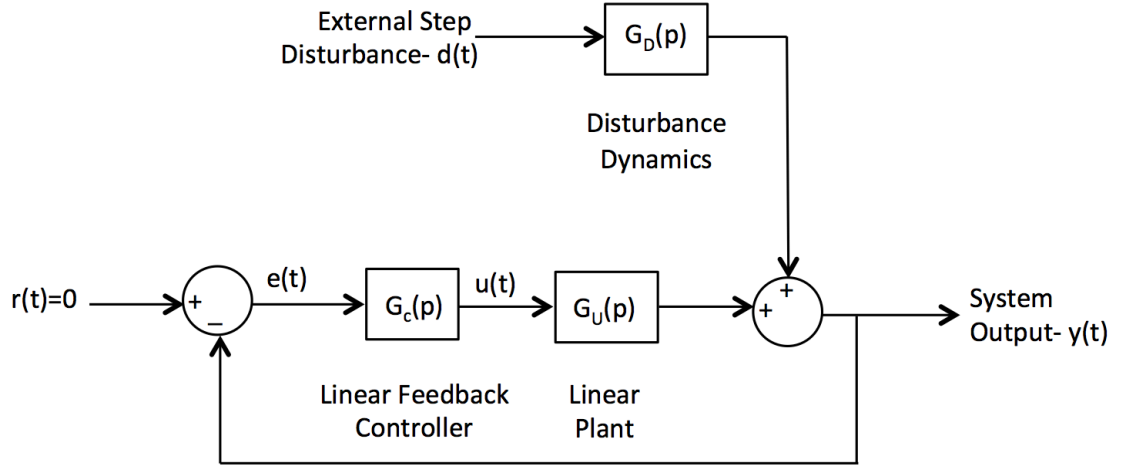 External Step
Disturbance- d(t)
G_D(p)
Disturbance
Dynamics
r(t)=0
+
−
e(t)
G_c(p)
u(t)
G_U(p)
+
+
System
Output- y(t)
Linear Feedback
Controller
Linear
Plant